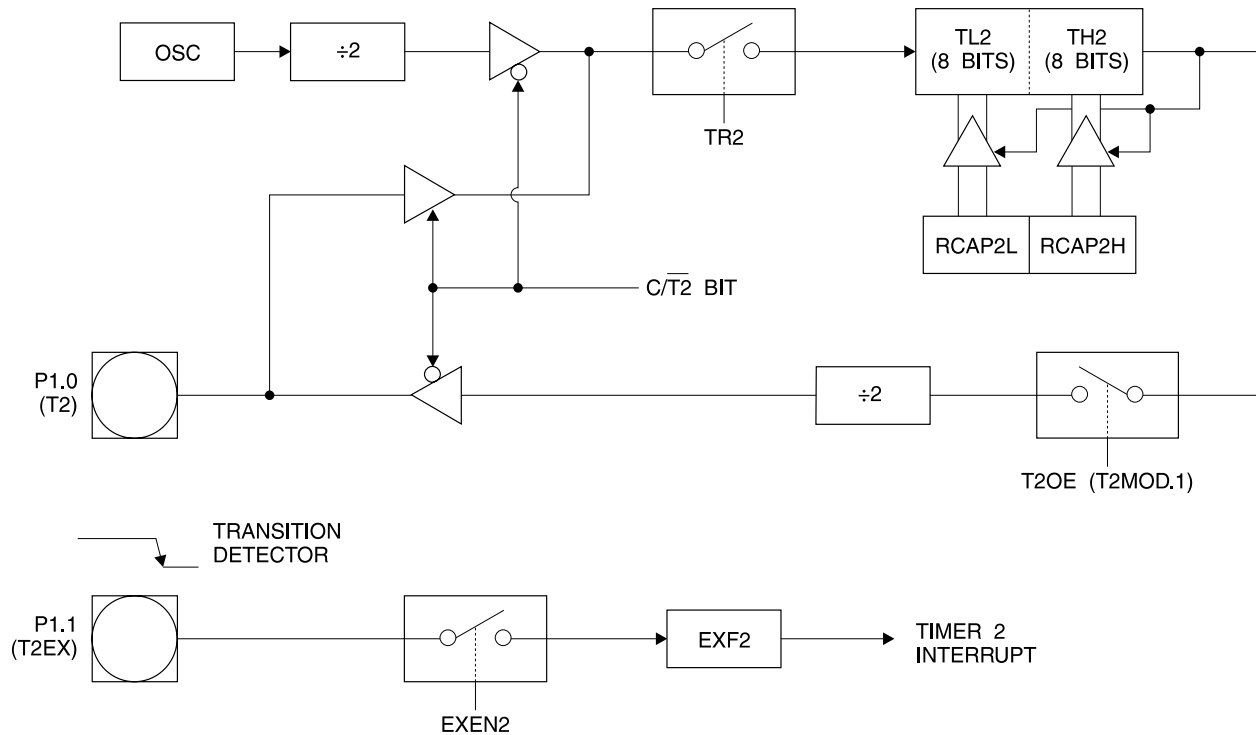 OSC
÷2
TL2
(8 BITS)
TH2
(8 BITS)
TR2
RCAP2L
RCAP2H
C/T̅2̅ BIT
P1.0
(T2)
÷2
T2OE (T2MOD.1)
TRANSITION
DETECTOR
P1.1
(T2EX)
EXF2
TIMER 2
INTERRUPT
EXEN2